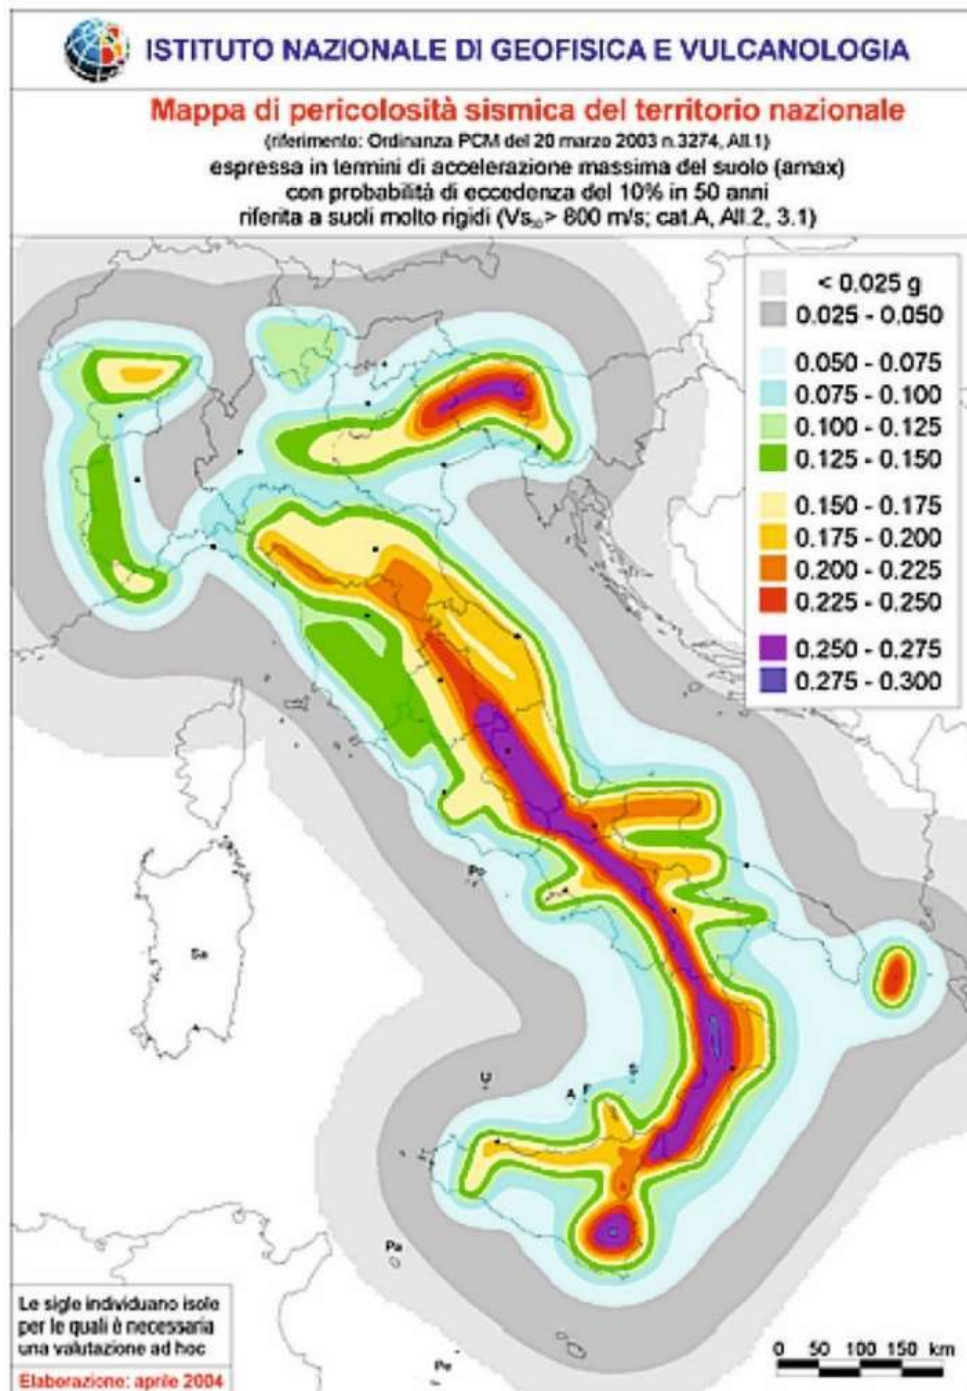 ISTITUTO NAZIONALE DI GEOFISICA E VULCANOLOGIA
Mappa di pericolosità sismica del territorio nazionale
(riferimento: Ordinanza PCM del 20 marzo 2003 n.3274, All.1)
espressa in termini di accelerazione massima del suolo (amax)
con probabilità di eccedenza del 10% in 50 anni
riferita a suoli molto rigidi (Vs₃₀> 800 m/s; cat.A, All.2, 3.1)
< 0.025 g
0.025 - 0.050
0.050 - 0.075
0.075 - 0.100
0.100 - 0.125
0.125 - 0.150
0.150 - 0.175
0.175 - 0.200
0.200 - 0.225
0.225 - 0.250
0.250 - 0.275
0.275 - 0.300
Po
Sa
U
A
S
Pa
Pe
Le sigle individuano isole
per le quali è necessaria
una valutazione ad hoc
Elaborazione: aprile 2004
0 50 100 150 km